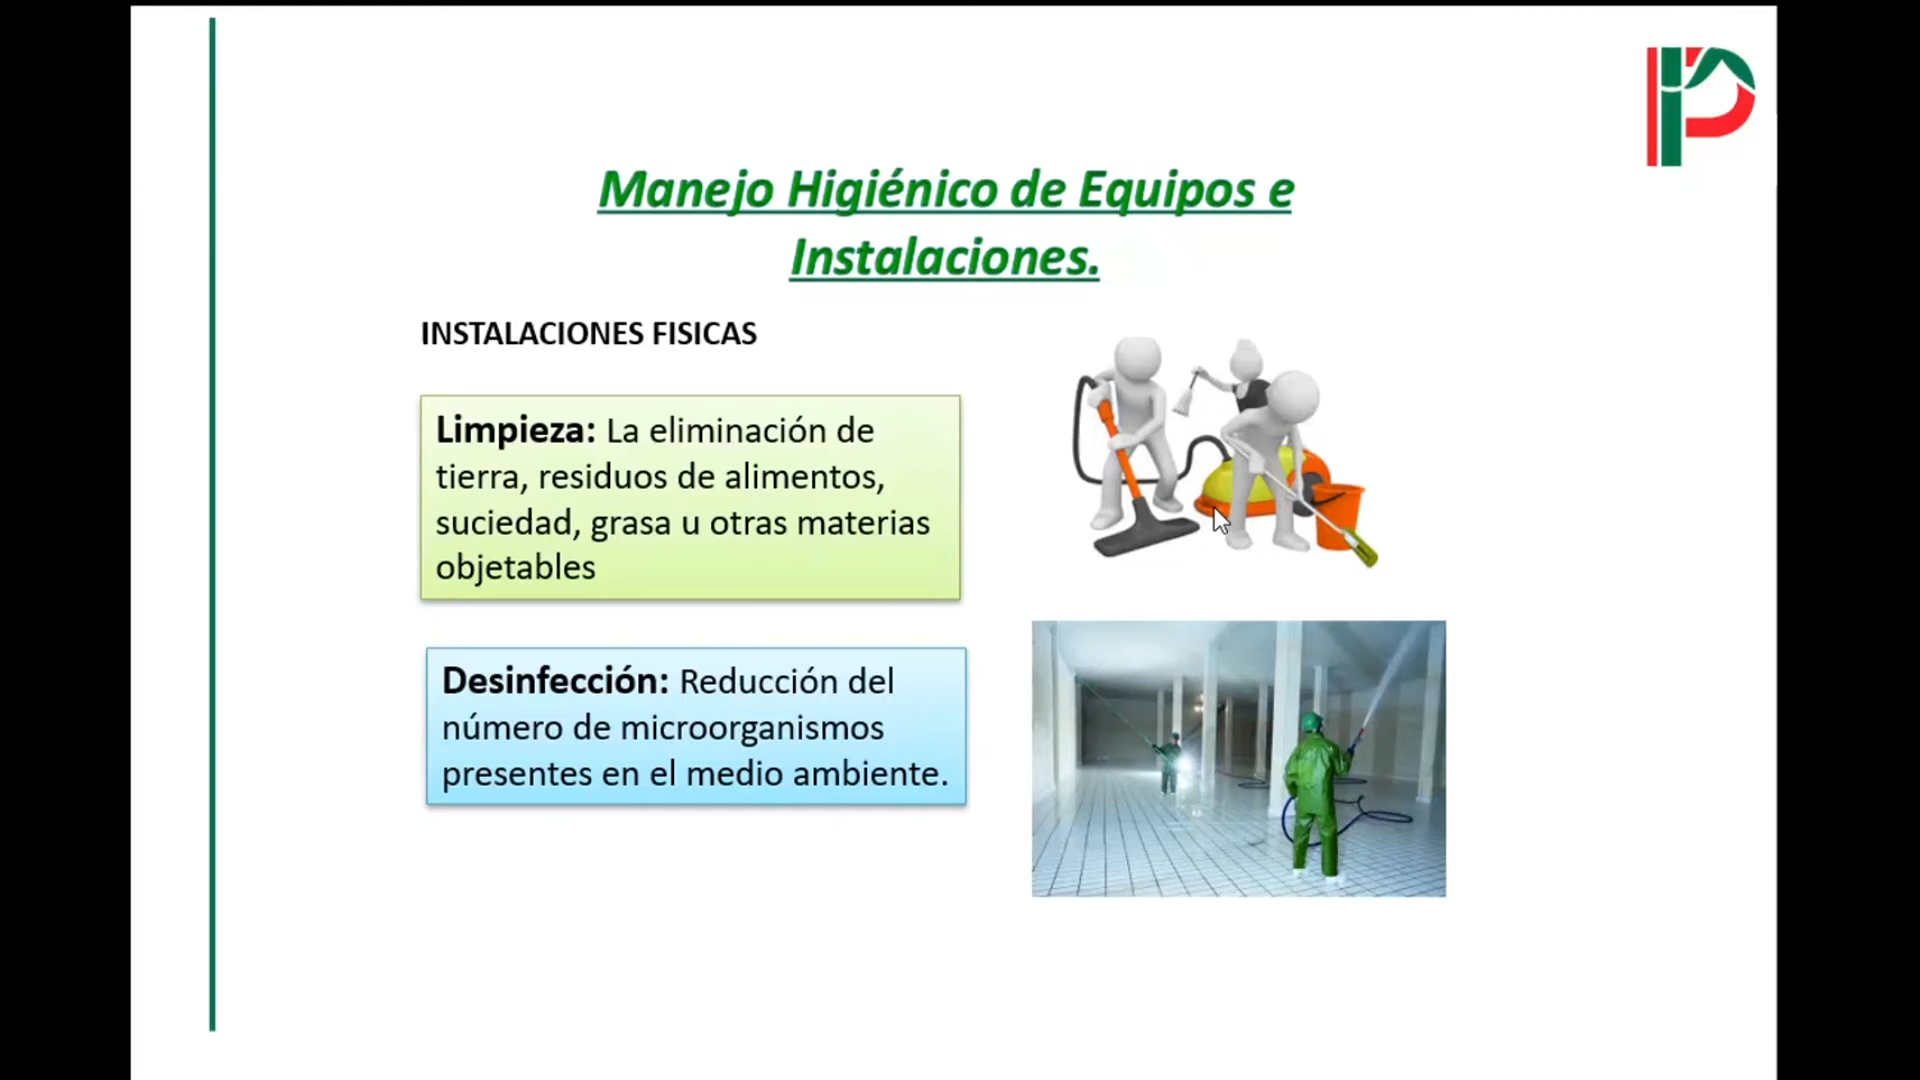 Manejo Higiénico de Equipos e
Instalaciones.
INSTALACIONES FISICAS
Limpieza: La eliminación de
tierra, residuos de alimentos,
suciedad, grasa u otras materias
objetables
Desinfección: Reducción del
número de microorganismos
presentes en el medio ambiente.